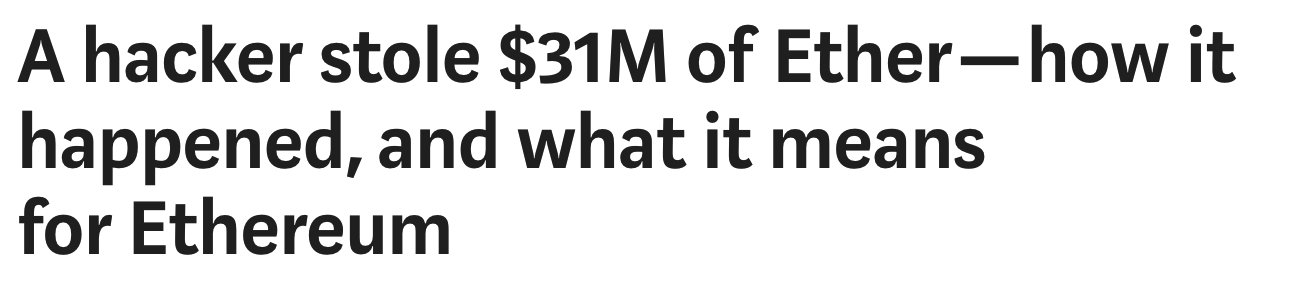 A hacker stole $31M of Ether—how it
happened, and what it means
for Ethereum